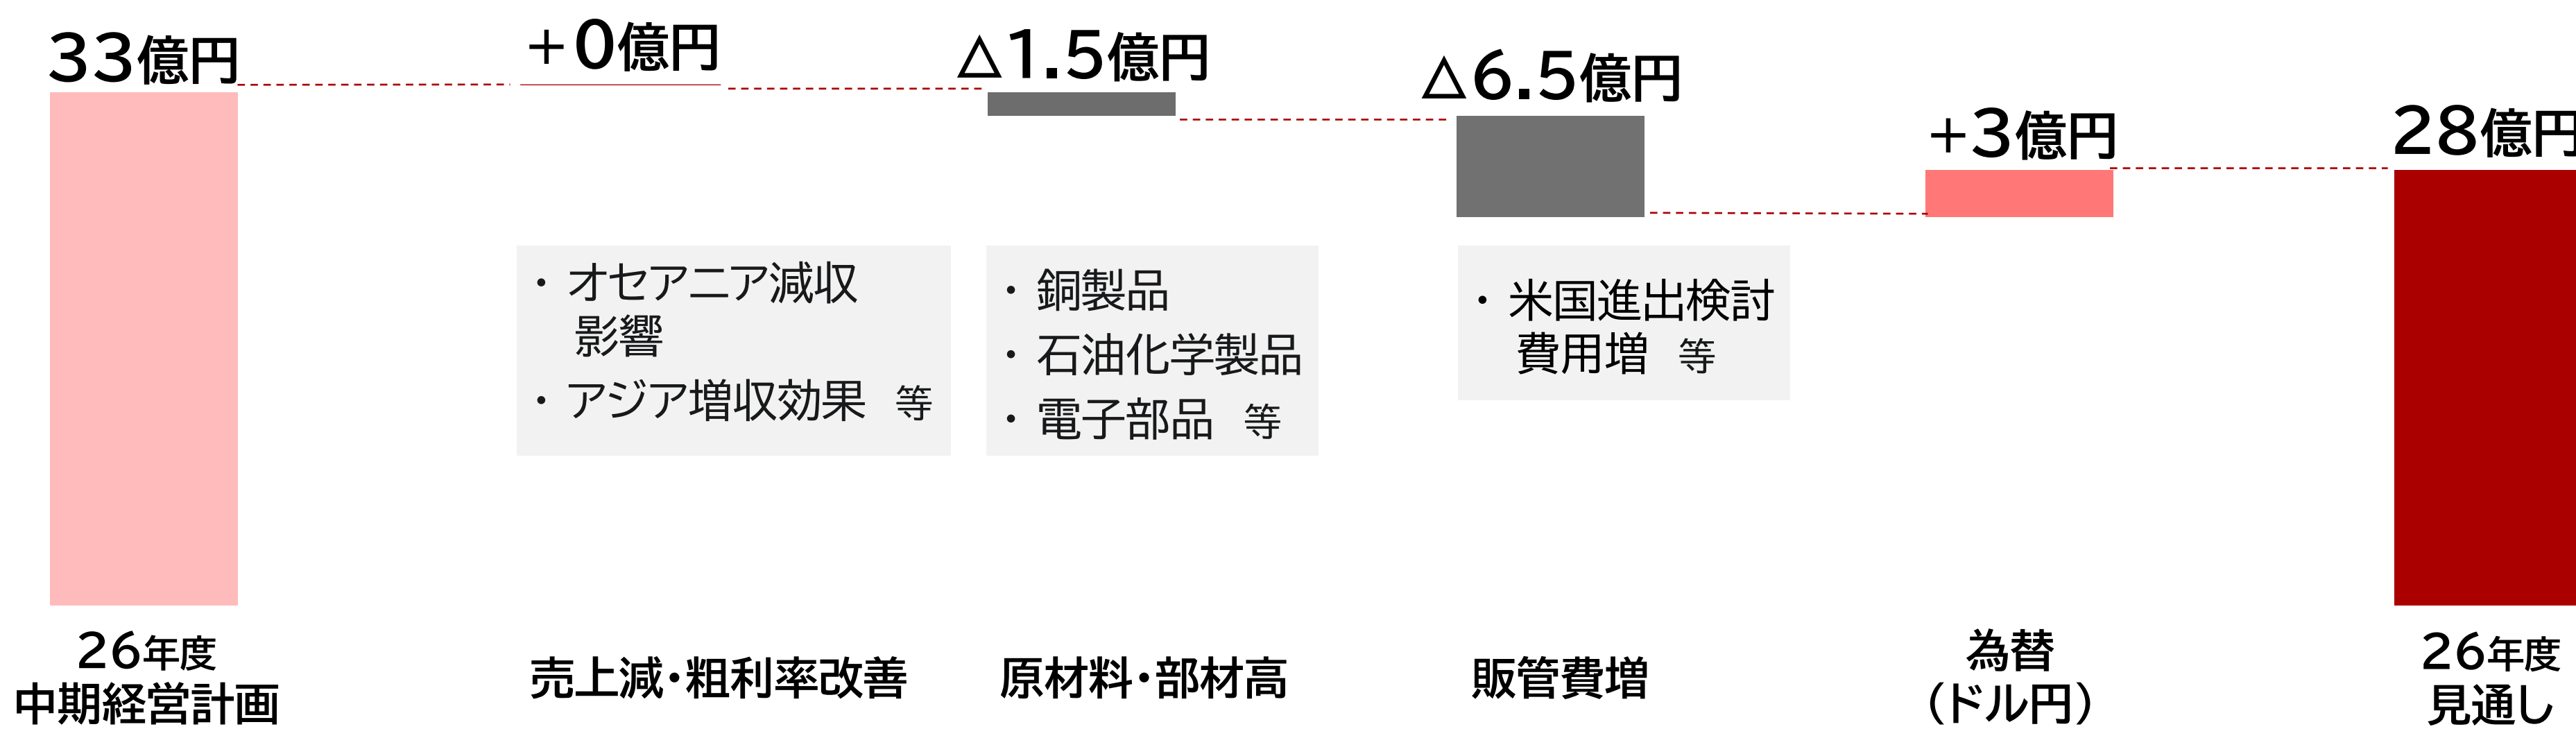 33億円
+0億円
△1.5億円
△6.5億円
+3億円
28億円
・オセアニア減収
影響
・アジア増収効果 等
・銅製品
・石油化学製品
・電子部品 等
・米国進出検討
費用増 等
26年度
中期経営計画
売上減・粗利率改善
原材料・部材高
販管費増
為替
(ドル円)
26年度
見通し